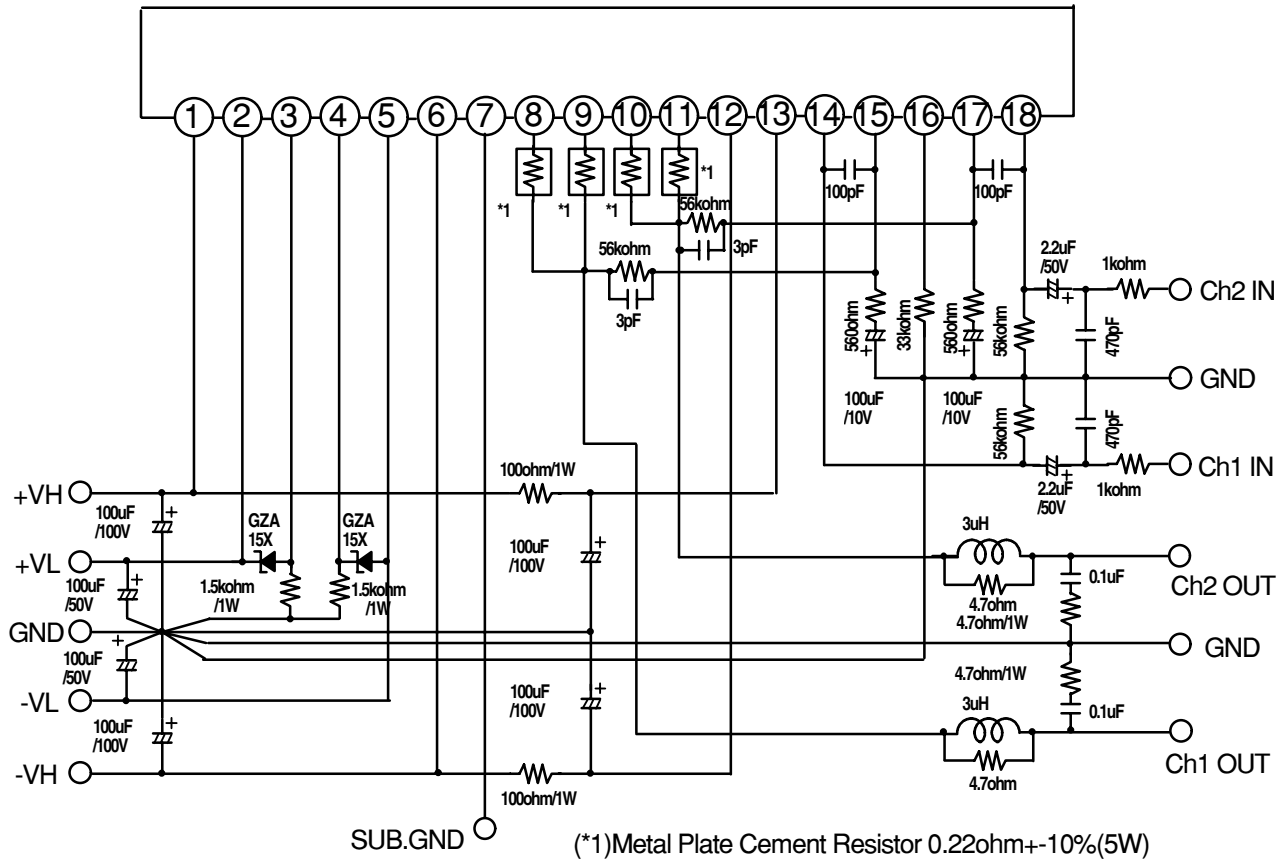 1 2 3 4 5 6 7 8 9 10 11 12 13 14 15 16 17 18
*1 *1 *1 *1
100pF 100pF
56kohm
3pF
56kohm
3pF
2.2uF
/50V
1kohm
Ch2 IN
560ohm
33kohm
560ohm
56kohm
470pF
+ +
GND
100uF
/10V
100uF
/10V
56kohm
470pF
Ch1 IN
2.2uF
/50V
1kohm
+VH
100ohm/1W
100uF
/100V
GZA
15X
GZA
15X
+VL
100uF
/50V
1.5kohm
/1W
1.5kohm
/1W
100uF
/100V
3uH
0.1uF
Ch2 OUT
4.7ohm
4.7ohm/1W
GND
100uF
/50V
GND
4.7ohm/1W
-VL
100uF
/100V
100uF
/100V
3uH
0.1uF
-VH
100ohm/1W
4.7ohm
Ch1 OUT
SUB.GND
(*1)Metal Plate Cement Resistor 0.22ohm+-10%(5W)